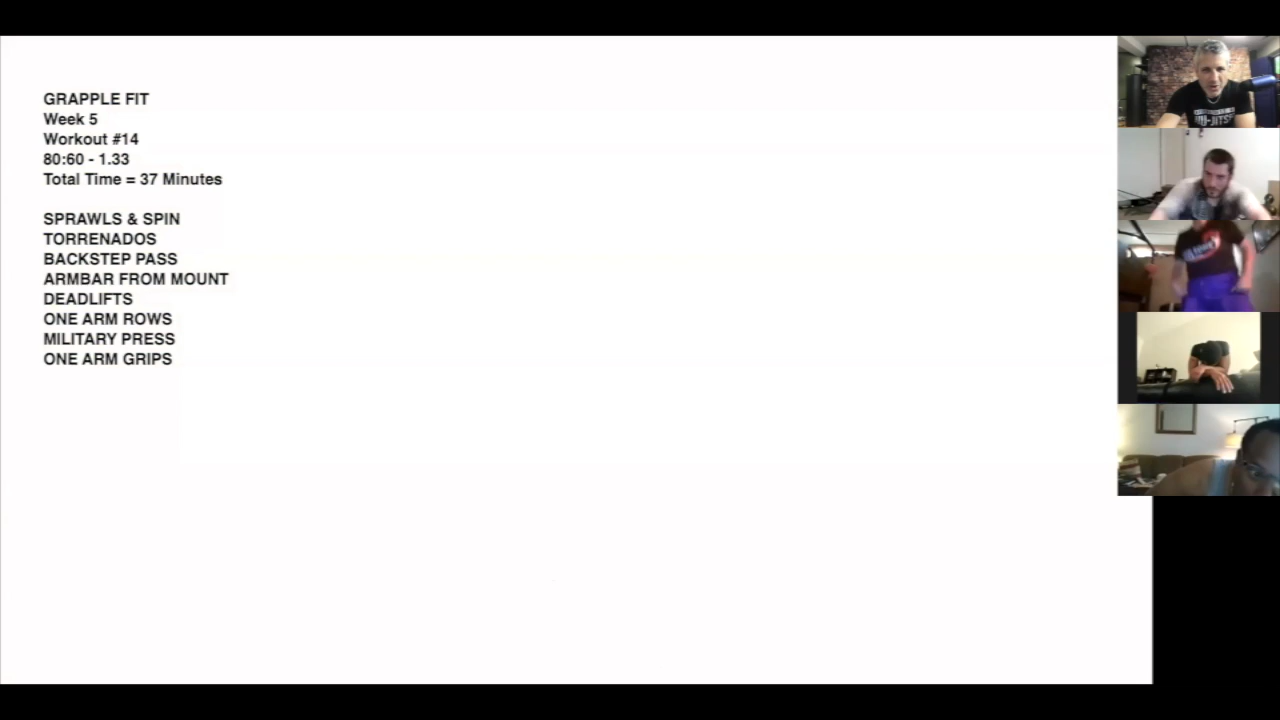 GRAPPLE FIT
Week 5
Workout #14
80:60 - 1.33
Total Time = 37 Minutes
SPRAWLS & SPIN
TORRENADOS
BACKSTEP PASS
ARMBAR FROM MOUNT
DEADLIFTS
ONE ARM ROWS
MILITARY PRESS
ONE ARM GRIPS